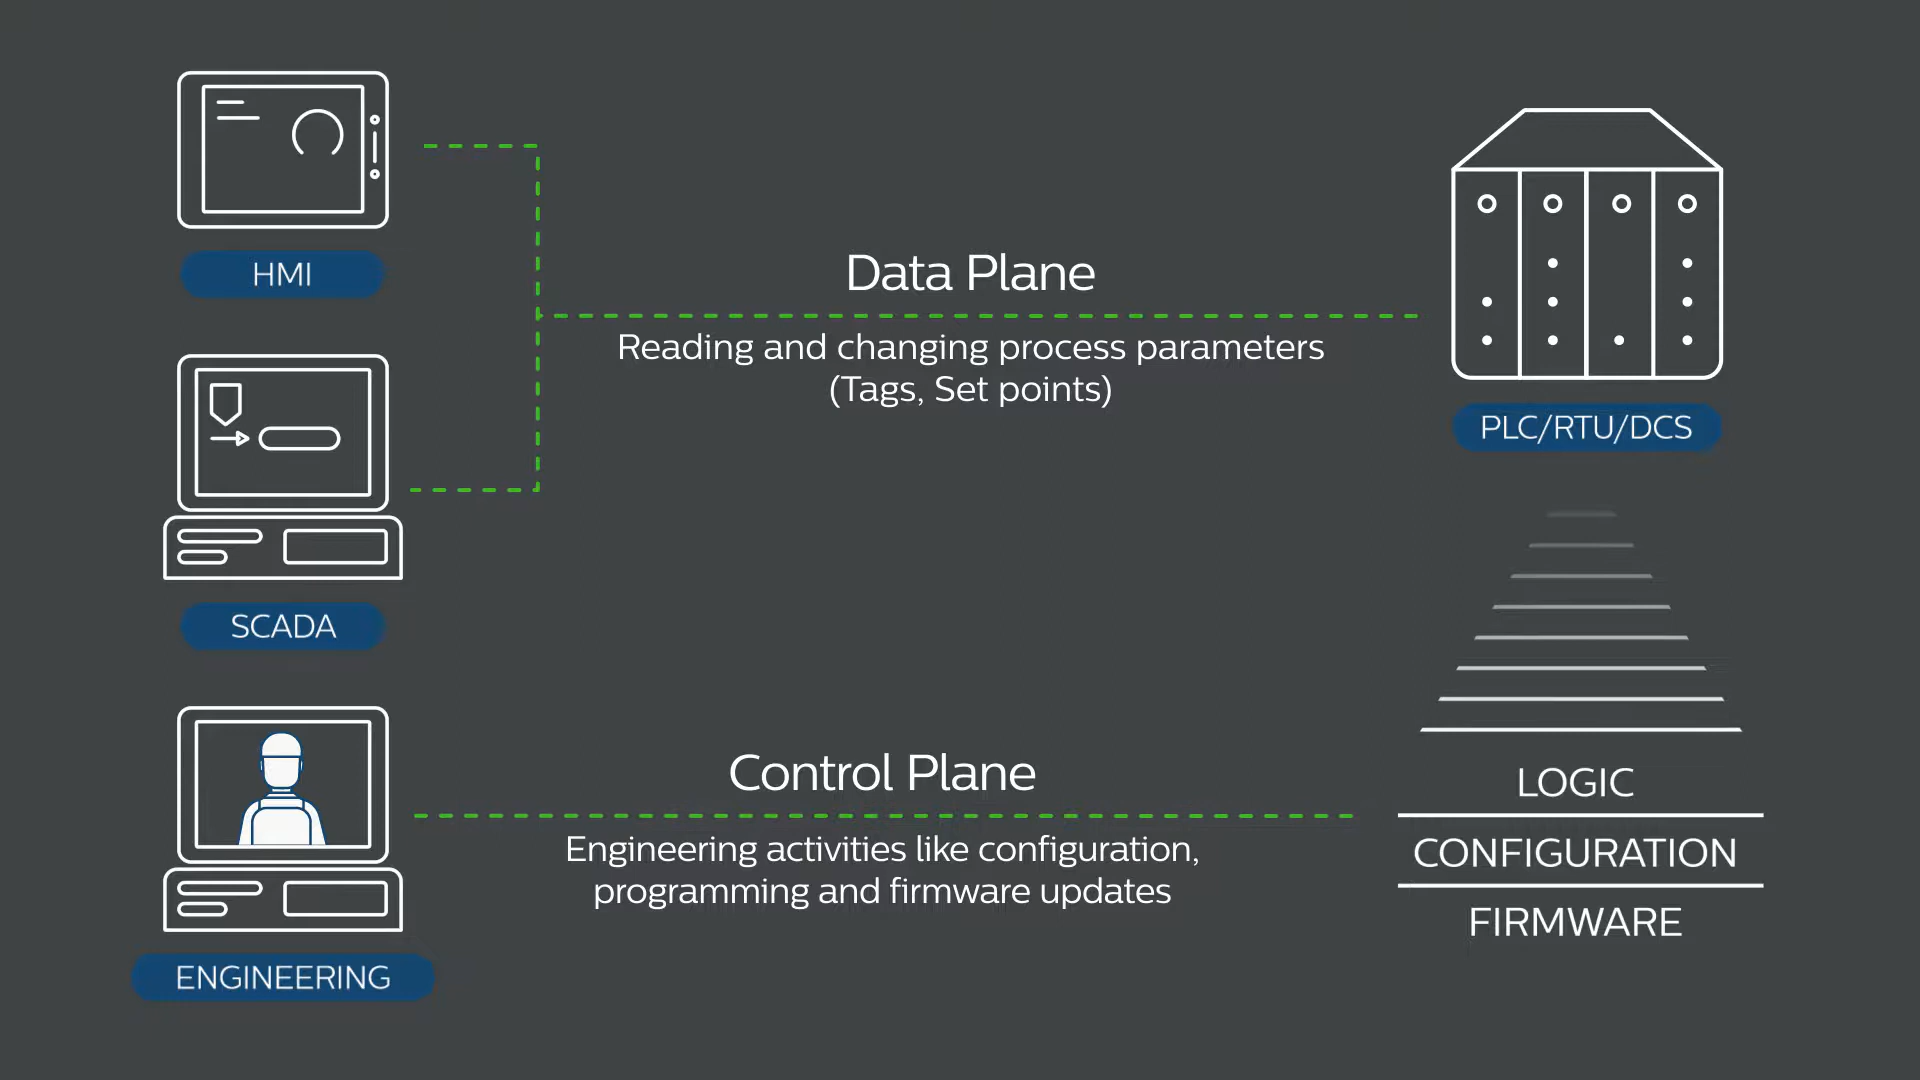 HMI
Data Plane
Reading and changing process parameters
(Tags, Set points)
PLC/RTU/DCS
SCADA
Control Plane
Engineering activities like configuration,
programming and firmware updates
LOGIC
CONFIGURATION
FIRMWARE
ENGINEERING